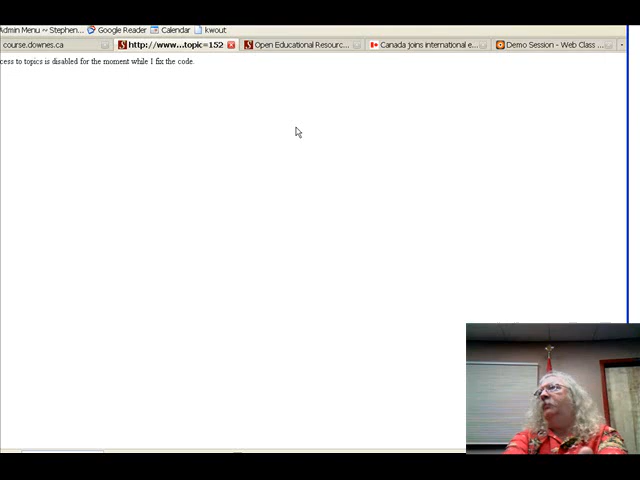 Admin Menu ~ Stephen... Google Reader Calendar kwout
course.downes.ca http://www...topic=152 Open Educational Resourc... Canada joins international e... Demo Session - Web Class ...
cess to topics is disabled for the moment while I fix the code.